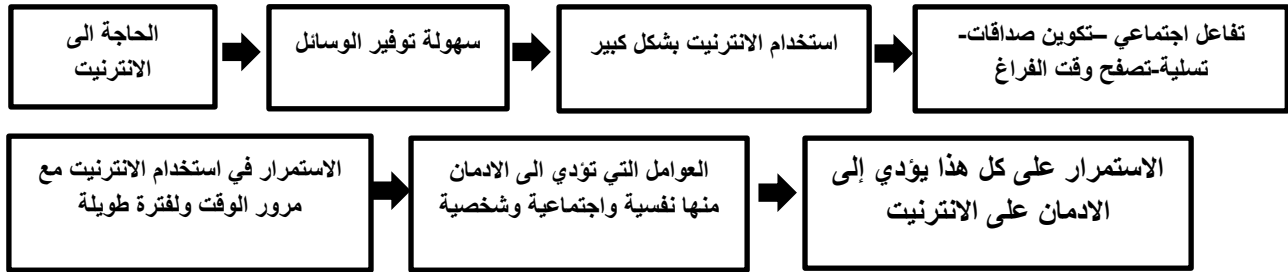 الحاجة الى
الانترنيت
سهولة توفير الوسائل
استخدام الانترنيت بشكل كبير
تفاعل اجتماعي –تكوين صداقات-
تسلية-تصفح وقت الفراغ
الاستمرار في استخدام الانترنيت مع
مرور الوقت ولفترة طويلة
العوامل التي تؤدي الى الادمان
منها نفسية واجتماعية وشخصية
الاستمرار على كل هذا يؤدي إلى
الادمان على الانترنيت